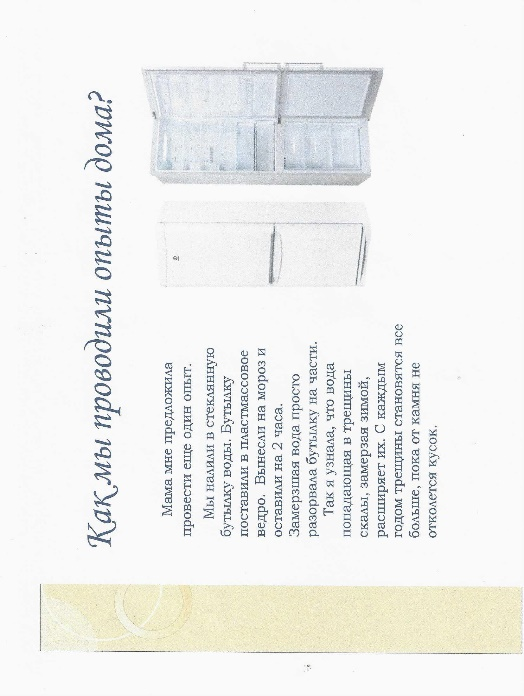 Как мы проводили опыты дома?
Мама мне предложила
провести еще один опыт.
Мы налили в стеклянную
бутылку воды. Бутылку
поставили в пластмассовое
ведро. Вынесли на мороз и
оставили на 2 часа.
Замерзшая вода просто
разорвала бутылку на части.
Так я узнала, что вода
попадающая в трещины
скалы, замерзая зимой,
расширяет их. С каждым
годом трещины становятся все
больше, пока от камня не
отколется кусок.